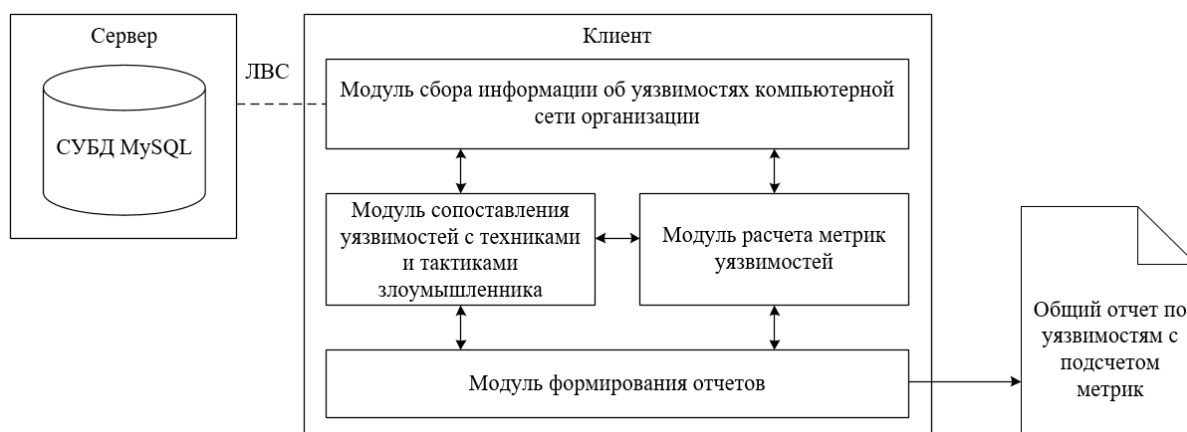 Сервер
СУБД MySQL
ЛВС
Клиент
Модуль сбора информации об уязвимостях компьютерной
сети организации
Модуль сопоставления
уязвимостей с техниками
и тактиками
злоумышленника
Модуль расчета метрик
уязвимостей
Модуль формирования отчетов
Общий отчет по
уязвимостям с
подсчетом
метрик